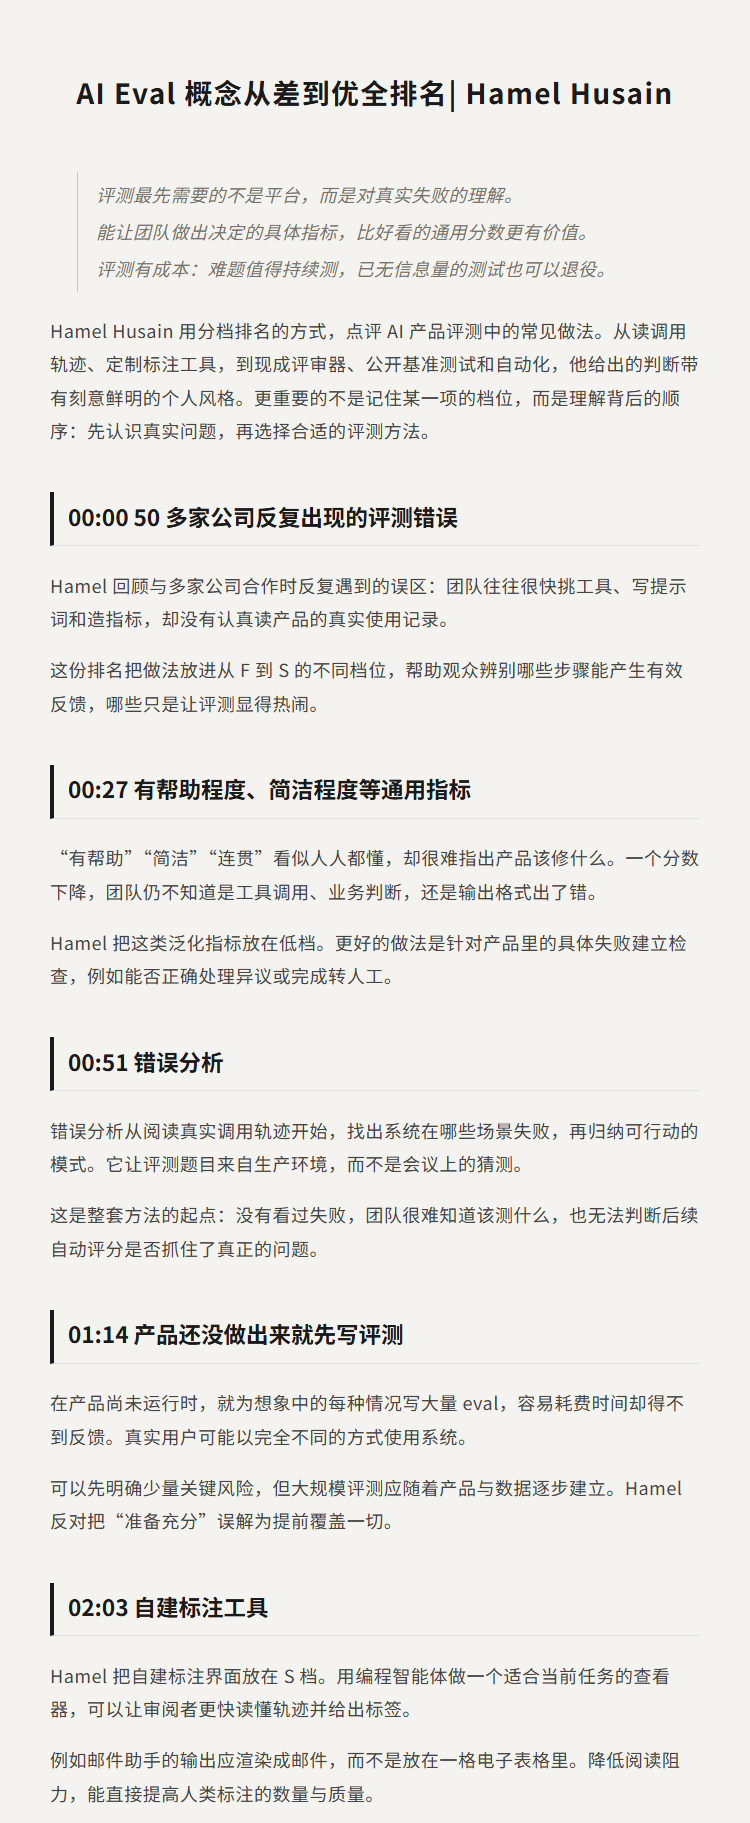 AI Eval 概念从差到优全排名| Hamel Husain
评测最先需要的不是平台，而是对真实失败的理解。
能让团队做出决定的具体指标，比好看的通用分数更有价值。
评测有成本：难题值得持续测，已无信息量的测试也可以退役。
Hamel Husain 用分档排名的方式，点评 AI 产品评测中的常见做法。从读调用
轨迹、定制标注工具，到现成评审器、公开基准测试和自动化，他给出的判断带
有刻意鲜明的个人风格。更重要的不是记住某一项的档位，而是理解背后的顺
序：先认识真实问题，再选择合适的评测方法。
00:00 50 多家公司反复出现的评测错误
Hamel 回顾与多家公司合作时反复遇到的误区：团队往往很快挑工具、写提示
词和造指标，却没有认真读产品的真实使用记录。
这份排名把做法放进从 F 到 S 的不同档位，帮助观众辨别哪些步骤能产生有效
反馈，哪些只是让评测显得热闹。
00:27 有帮助程度、简洁程度等通用指标
“有帮助”“简洁”“连贯”看似人人都懂，却很难指出产品该修什么。一个分数
下降，团队仍不知道是工具调用、业务判断，还是输出格式出了错。
Hamel 把这类泛化指标放在低档。更好的做法是针对产品里的具体失败建立检
查，例如能否正确处理异议或完成转人工。
00:51 错误分析
错误分析从阅读真实调用轨迹开始，找出系统在哪些场景失败，再归纳可行动的
模式。它让评测题目来自生产环境，而不是会议上的猜测。
这是整套方法的起点：没有看过失败，团队很难知道该测什么，也无法判断后续
自动评分是否抓住了真正的问题。
01:14 产品还没做出来就先写评测
在产品尚未运行时，就为想象中的每种情况写大量 eval，容易耗费时间却得不
到反馈。真实用户可能以完全不同的方式使用系统。
可以先明确少量关键风险，但大规模评测应随着产品与数据逐步建立。Hamel
反对把“准备充分”误解为提前覆盖一切。
02:03 自建标注工具
Hamel 把自建标注界面放在 S 档。用编程智能体做一个适合当前任务的查看
器，可以让审阅者更快读懂轨迹并给出标签。
例如邮件助手的输出应渲染成邮件，而不是放在一格电子表格里。降低阅读阻
力，能直接提高人类标注的数量与质量。